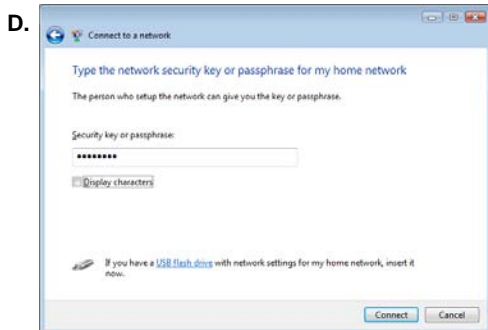 D.
Connect to a network
Type the network security key or passphrase for my home network
The person who setup the network can give you the key or passphrase.
Security key or passphrase:
••••••••
Display characters
If you have a USB flash drive with network settings for my home network, insert it
now.
Connect Cancel